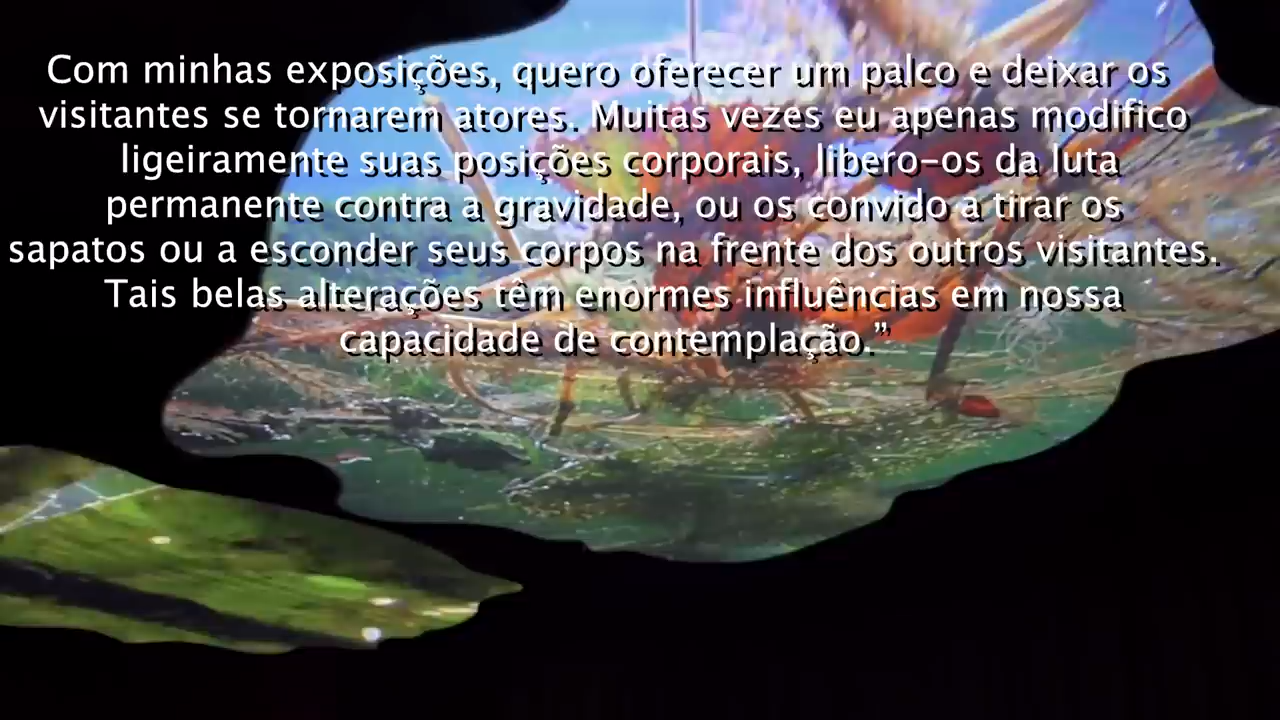 Com minhas exposições, quero oferecer um palco e deixar os
visitantes se tornarem atores. Muitas vezes eu apenas modifico
ligeiramente suas posições corporais, libero-os da luta
permanente contra a gravidade, ou os convido a tirar os
sapatos ou a esconder seus corpos na frente dos outros visitantes.
Tais belas alterações têm enormes influências em nossa
capacidade de contemplação.”